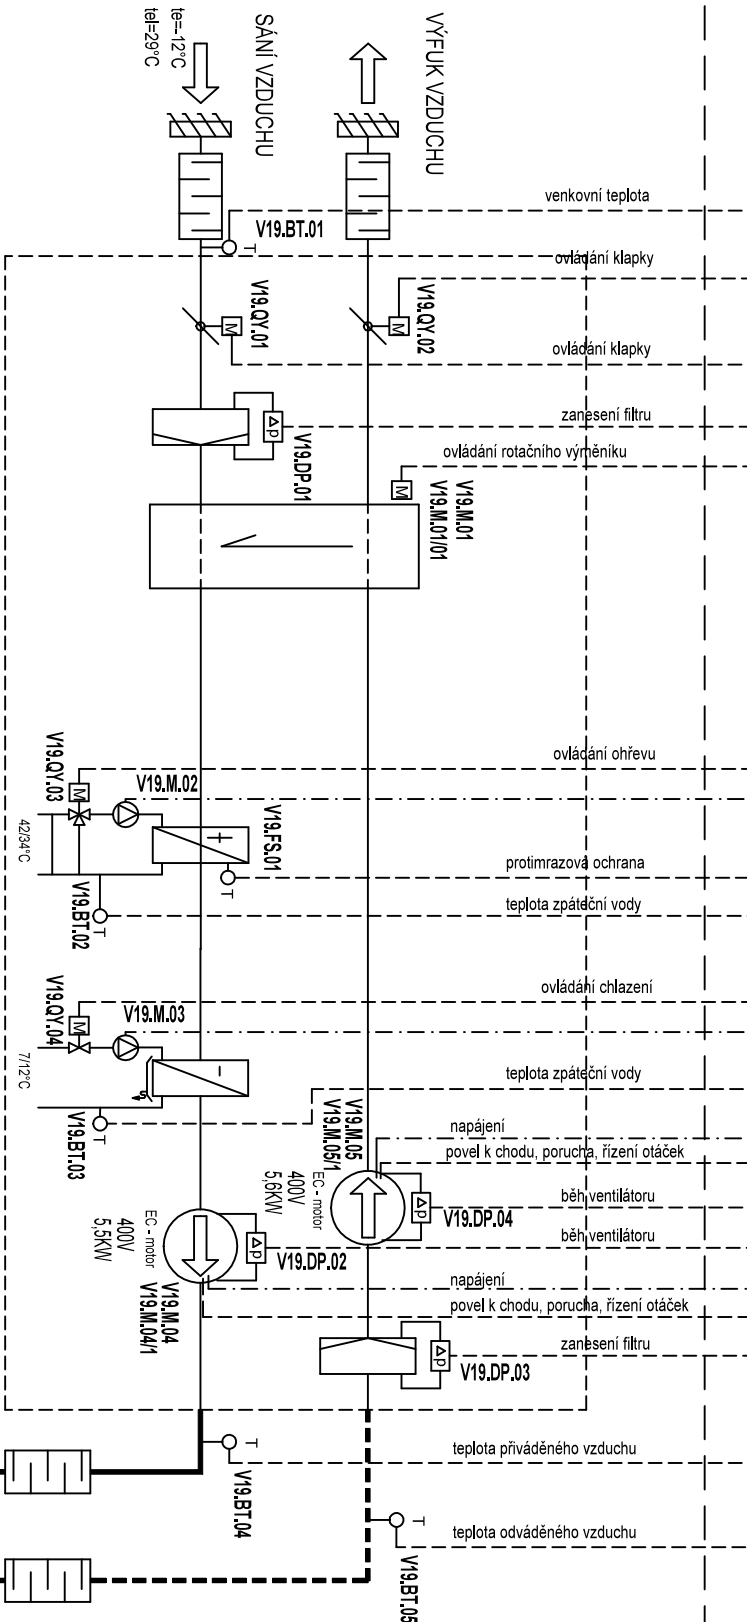 VÝFUK VZDUCHU
SÁNÍ VZDUCHU
te=-12°C
tel=29°C
venkovní teplota
V19.BT.01
T
ovládání klapky
V19.QY.01
M
V19.QY.02
M
ovládání klapky
zanesení filtru
Δp
V19.DP.01
ovládání rotačního výměníku
M
V19.M.01
V19.M.01/01
ovládání ohřevu
V19.QY.03
M
V19.M.02
V19.FS.01
+
T
42/34°C
protimrazová ochrana
V19.BT.02
T
teplota zpáteční vody
ovládání chlazení
V19.QY.04
M
V19.M.03
-
7/12°C
teplota zpáteční vody
V19.BT.03
T
V19.M.05
V19.M.05/1
napájení
povel k chodu, porucha, řízení otáček
EC - motor
400V
5,6KW
Δp
V19.DP.04
běh ventilátoru
běh ventilátoru
Δp
V19.DP.02
EC - motor
400V
5,5KW
V19.M.04
V19.M.04/1
napájení
povel k chodu, porucha, řízení otáček
zanesení filtru
Δp
V19.DP.03
T
V19.BT.04
teplota přiváděného vzduchu
T
V19.BT.05
teplota odváděného vzduchu